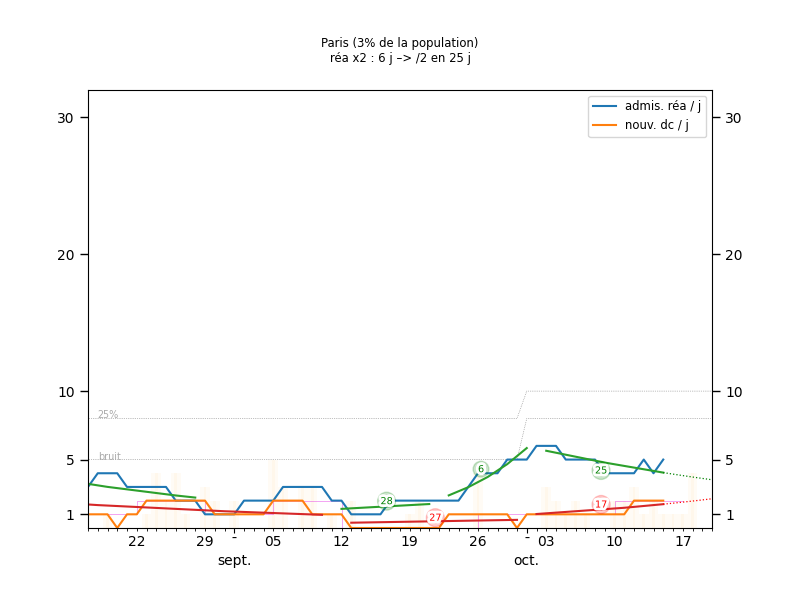 Paris (3% de la population)
réa x2 : 6 j –> /2 en 25 j
admis. réa / j
nouv. dc / j
30 30
20 20
10 10
25%
bruit
5 5
6
25
28
17
27
1 1
22 29 - 05 12 19 26 - 03 10 17
sept. oct.